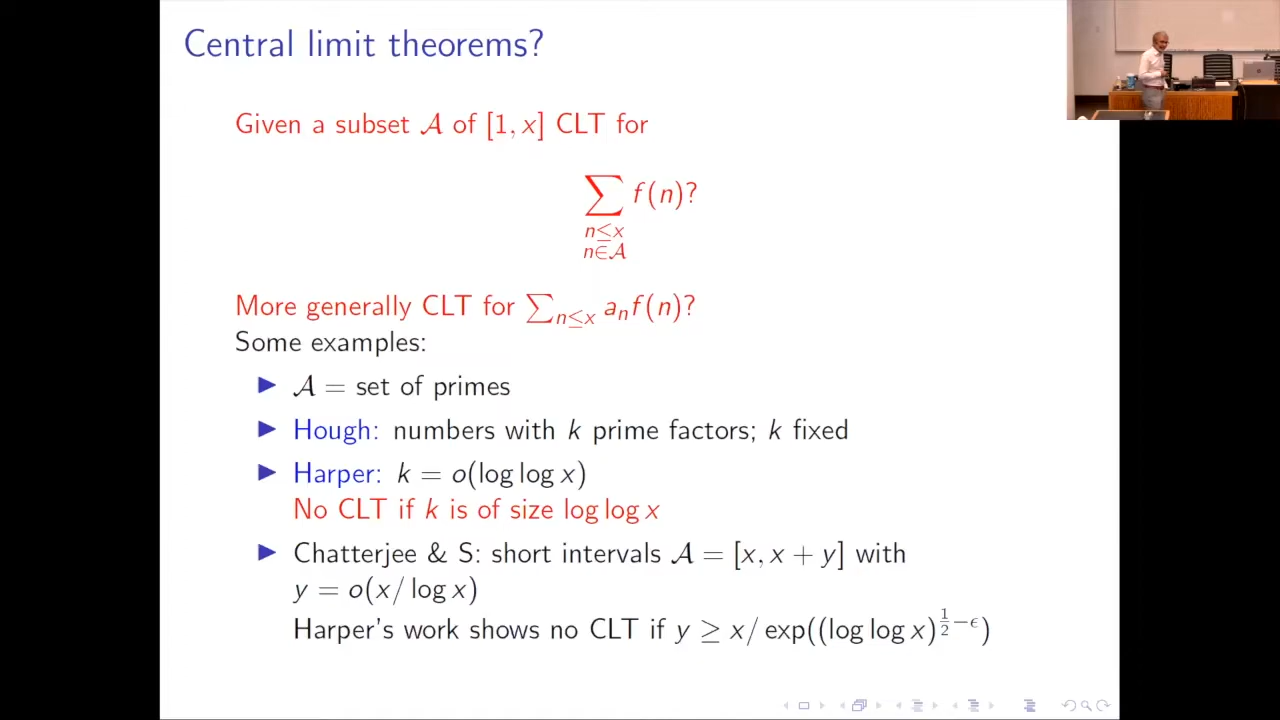 Central limit theorems?
Given a subset 𝒜 of [1, x] CLT for
∑ f(n)?
n≤x
n∈𝒜
More generally CLT for ∑_{n≤x} a_n f(n)?
Some examples:
▶ 𝒜 = set of primes
▶ Hough: numbers with k prime factors; k fixed
▶ Harper: k = o(log log x)
No CLT if k is of size log log x
▶ Chatterjee & S: short intervals 𝒜 = [x, x + y] with
y = o(x/ log x)
Harper's work shows no CLT if y ≥ x/ exp((log log x)^{1/2−ϵ})